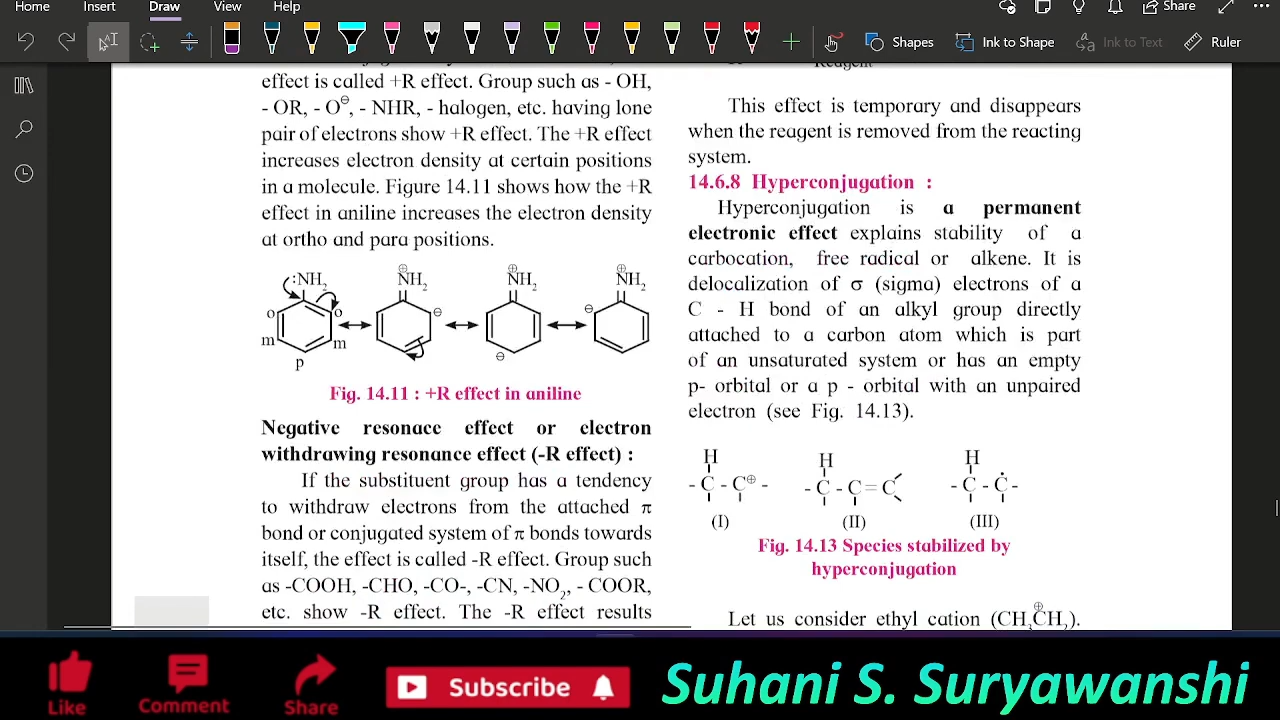 Home Insert Draw View Help Share
Shapes Ink to Shape Ink to Text Ruler
effect is called +R effect. Group such as - OH,
- OR, - O⊖, - NHR, - halogen, etc. having lone
pair of electrons show +R effect. The +R effect
increases electron density at certain positions
in a molecule. Figure 14.11 shows how the +R
effect in aniline increases the electron density
at ortho and para positions.
:NH₂ ⊕NH₂ ⊕NH₂ ⊕NH₂
o o ⊖ ⊖
m m
p ⊖
Fig. 14.11 : +R effect in aniline
Negative resonace effect or electron
withdrawing resonance effect (-R effect) :
If the substituent group has a tendency
to withdraw electrons from the attached π
bond or conjugated system of π bonds towards
itself, the effect is called -R effect. Group such
as -COOH, -CHO, -CO-, -CN, -NO₂, - COOR,
etc. show -R effect. The -R effect results
Reagent
This effect is temporary and disappears
when the reagent is removed from the reacting
system.
14.6.8 Hyperconjugation :
Hyperconjugation is a permanent
electronic effect explains stability of a
carbocation, free radical or alkene. It is
delocalization of σ (sigma) electrons of a
C - H bond of an alkyl group directly
attached to a carbon atom which is part
of an unsaturated system or has an empty
p- orbital or a p - orbital with an unpaired
electron (see Fig. 14.13).
H H H
- C - C⊕ - - C - C = C - C - Ċ -
(I) (II) (III)
Fig. 14.13 Species stabilized by
hyperconjugation
Let us consider ethyl cation (CH₃C⊕H₂).
Like Comment Share Subscribe Suhani S. Suryawanshi